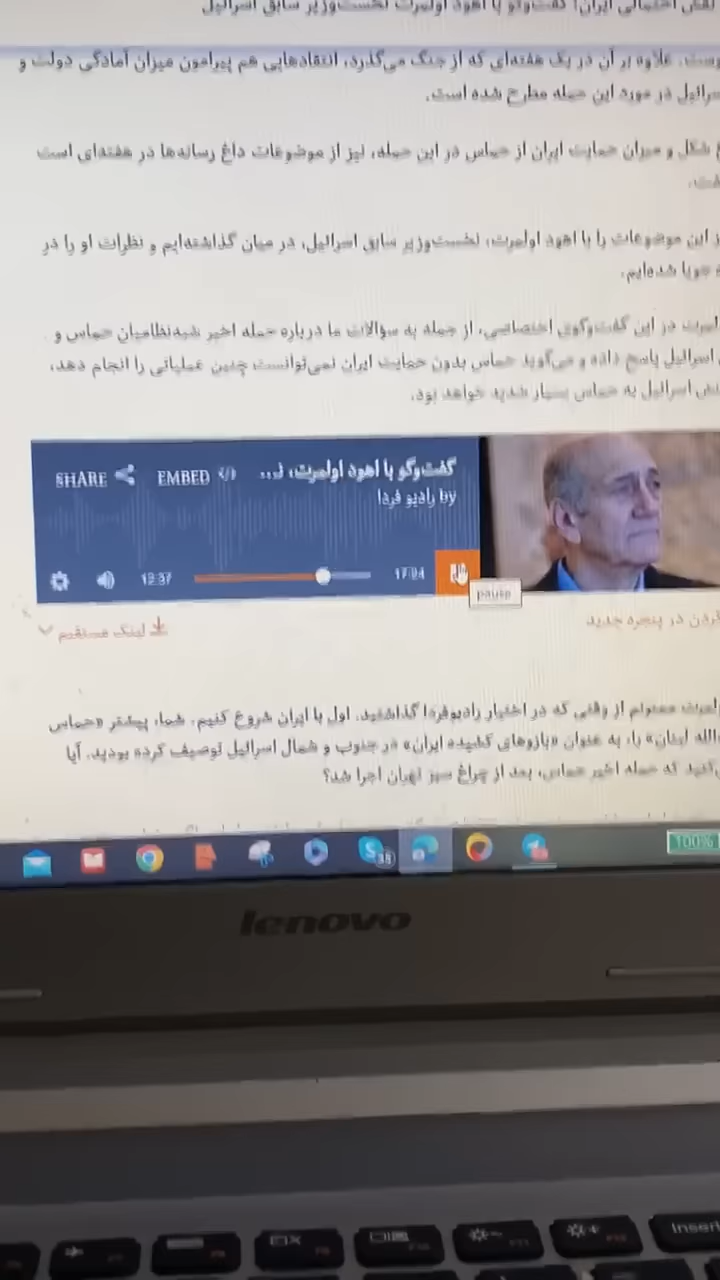 نقش احتمالی ایران؛ گفت‌وگو با اهود اولمرت نخست‌وزیر سابق اسرائیل
علاوه بر آن در یک هفته‌ای که از جنگ می‌گذرد، انتقادهایی هم پیرامون میزان آمادگی دولت و
در مورد این حمله مطرح شده است.
شکل و میزان حمایت ایران از حماس در این حمله، نیز از موضوعات داغ رسانه‌ها در هفته‌ای است
این موضوعات را با اهود اولمرت، نخست‌وزیر سابق اسرائیل، در میان گذاشته‌ایم و نظرات او را در
جویا شده‌ایم.
در این گفت‌وگوی اختصاصی، از جمله به سؤالات ما درباره حمله اخیر شبه‌نظامیان حماس و
اسرائیل پاسخ داده و می‌گوید حماس بدون حمایت ایران نمی‌توانست چنین عملیاتی را انجام دهد،
اسرائیل به حماس بسیار شدید خواهد بود.
گفت‌وگو با اهود اولمرت، نـ...
EMBED
SHARE
by رادیو فردا
17:04
pause
در پنجره جدید
لینک مستقیم
ممنونم از وقتی که در اختیار رادیوفردا گذاشتید. اول با ایران شروع کنیم. شما، پیشتر «حماس
لبنان» را، به عنوان «بازوهای کشیده ایران» در جنوب و شمال اسرائیل توصیف کرده بودید. آیا
که حمله اخیر حماس، بعد از چراغ سبز تهران اجرا شد؟
38
100%
lenovo
Insert